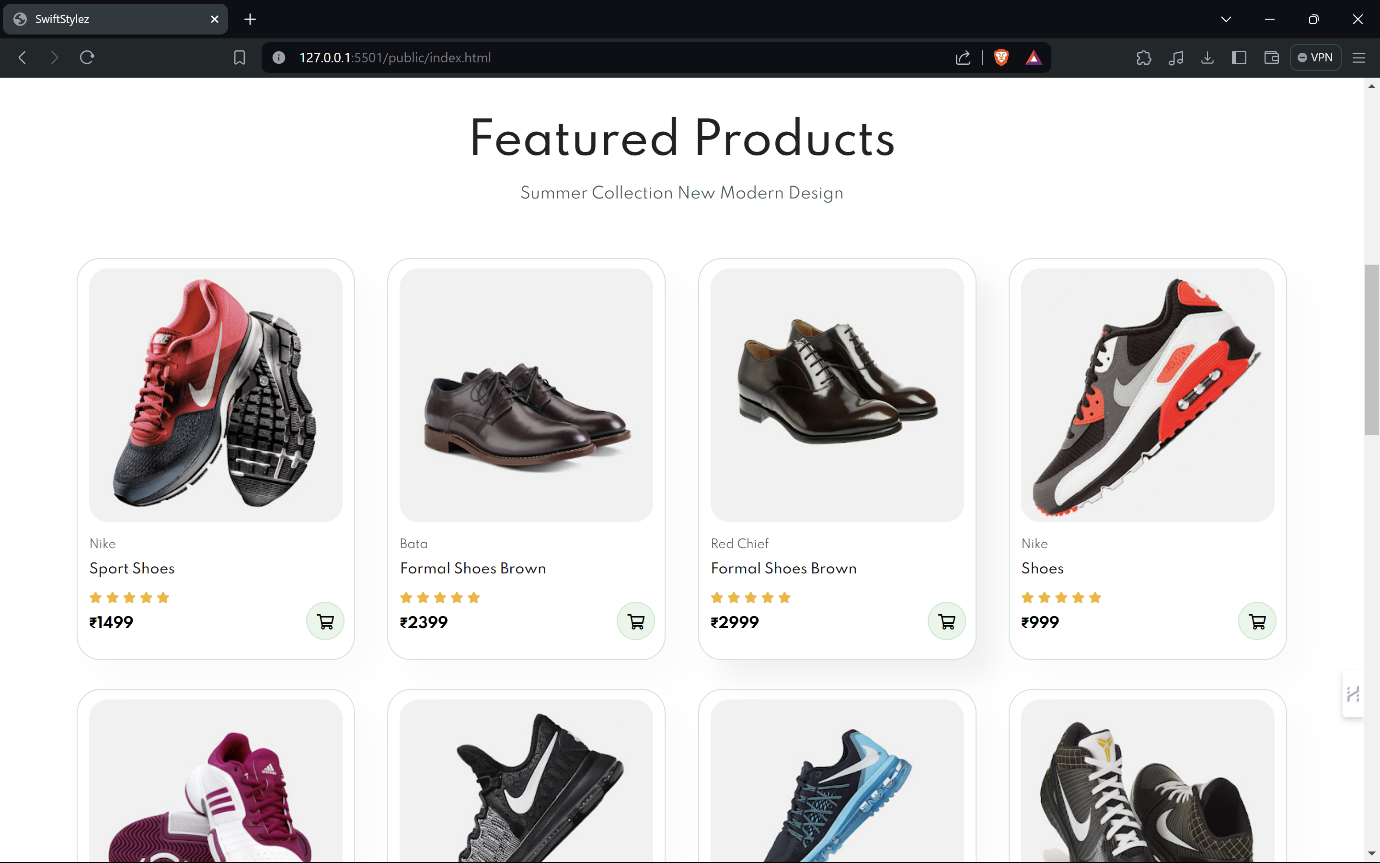 SwiftStylez
127.0.0.1:5501/public/index.html
VPN
Featured Products
Summer Collection New Modern Design
Nike
Sport Shoes
₹1499
Bata
Formal Shoes Brown
₹2399
Red Chief
Formal Shoes Brown
₹2999
Nike
Shoes
₹999